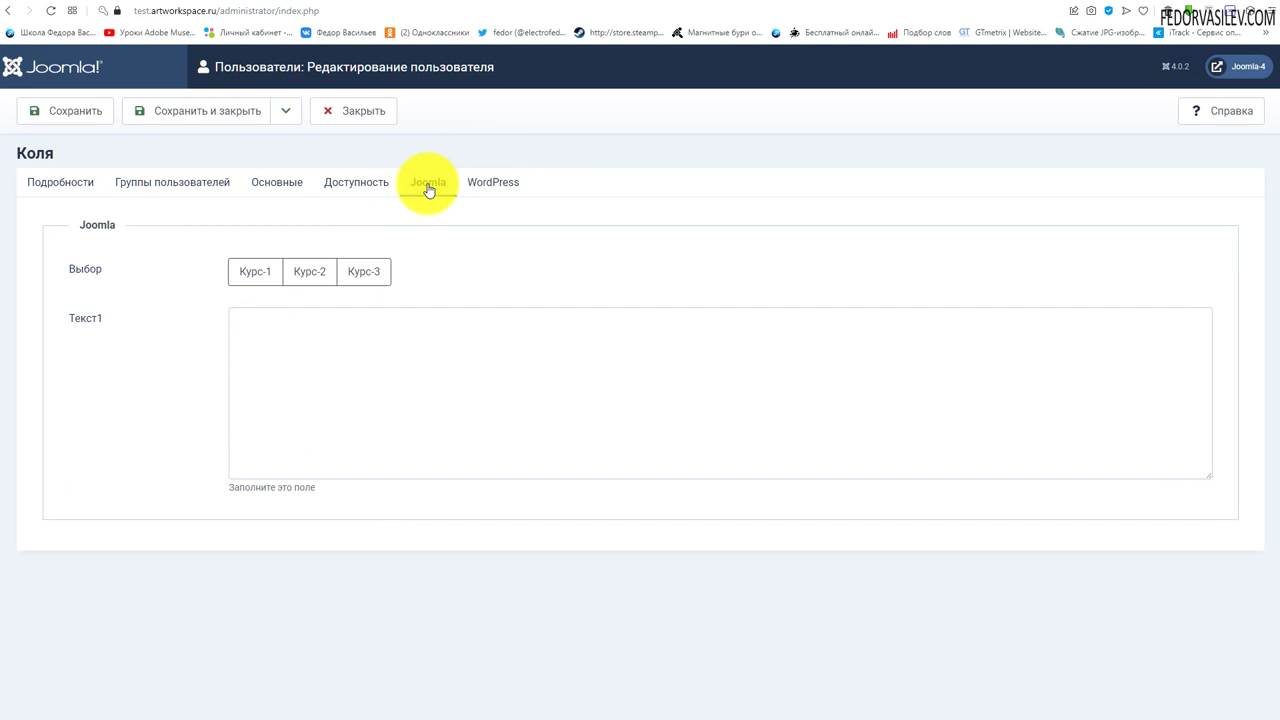 test.artworkspace.ru/administrator/index.php
FEDORVASILEV.COM
Школа Федора Вас... Уроки Adobe Muse... Личный кабинет -... Федор Васильев (2) Одноклассники fedor (@electrofed... http://store.steamp... Магнитные бури о... Бесплатный онлай... Подбор слов GTmetrix | Website... Сжатие JPG-изобр... iTrack - Сервис оп...
Joomla!® Пользователи: Редактирование пользователя 4.0.2 Joomla-4
Сохранить Сохранить и закрыть Закрыть ? Справка
Коля
Подробности Группы пользователей Основные Доступность Joomla WordPress
Joomla
Выбор Курс-1 Курс-2 Курс-3
Текст1
Заполните это поле